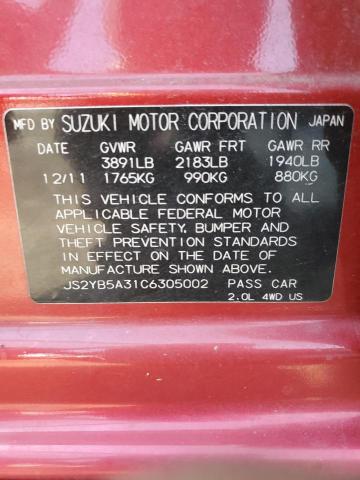 MFD BY SUZUKI MOTOR CORPORATION JAPAN
DATE GVWR GAWR FRT GAWR RR
3891LB 2183LB 1940LB
12/11 1765KG 990KG 880KG
THIS VEHICLE CONFORMS TO ALL
APPLICABLE FEDERAL MOTOR
VEHICLE SAFETY, BUMPER AND
THEFT PREVENTION STANDARDS
IN EFFECT ON THE DATE OF
MANUFACTURE SHOWN ABOVE.
JS2YB5A31C6305002 PASS CAR
2.0L 4WD US